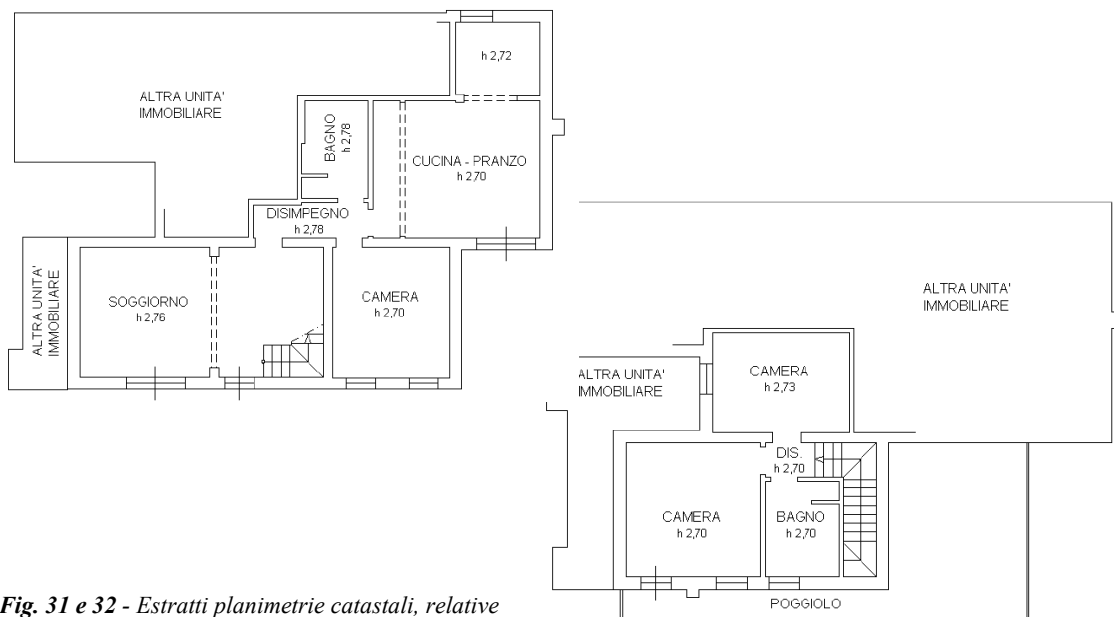 h 2,72
ALTRA UNITA'
IMMOBILIARE
BAGNO
h 2,78
CUCINA - PRANZO
h 2,70
DISIMPEGNO
h 2,78
ALTRA UNITA'
IMMOBILIARE
SOGGIORNO
h 2,76
CAMERA
h 2,70
ALTRA UNITA'
IMMOBILIARE
ALTRA UNITA'
IMMOBILIARE
CAMERA
h 2,73
DIS.
h 2,70
CAMERA
h 2,70
BAGNO
h 2,70
POGGIOLO
Fig. 31 e 32 - Estratti planimetrie catastali, relative